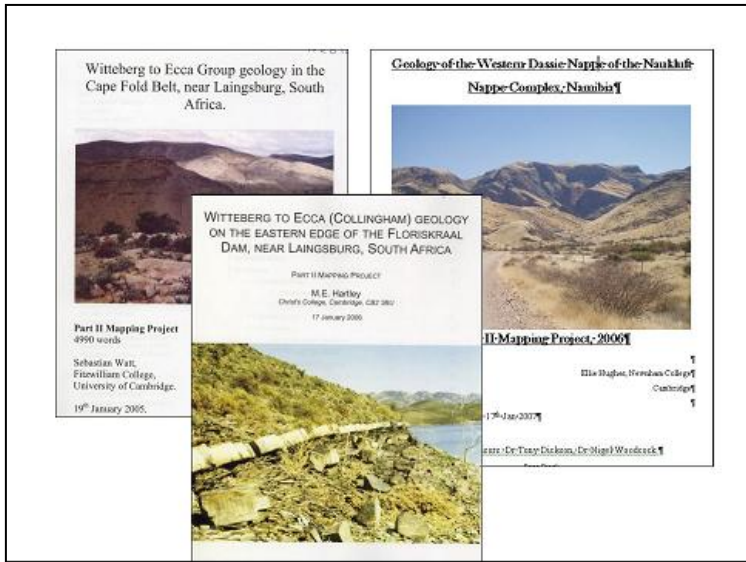 Witteberg to Ecca Group geology in the
Cape Fold Belt, near Laingsburg, South
Africa.
Part II Mapping Project
4990 words
Sebastian Watt,
Fitzwilliam College,
University of Cambridge.
19th January 2005.
Geology·of·the·Western·Dassie·Nappe·of·the·Naukluft·
Nappe·Complex,·Namibia¶
II·Mapping·Project,·2006¶
¶
Ellie·Hughes,·Newnham·College¶
Cambridge¶
¶
17th·Jan·2007¶
Dr·Tony·Dickson,·Dr·Nigel·Woodcock¶
WITTEBERG TO ECCA (COLLINGHAM) GEOLOGY
ON THE EASTERN EDGE OF THE FLORISKRAAL
DAM, NEAR LAINGSBURG, SOUTH AFRICA
PART II MAPPING PROJECT
M.E. Hartley
Christ's College, Cambridge, CB2 3BU
17 January 2006